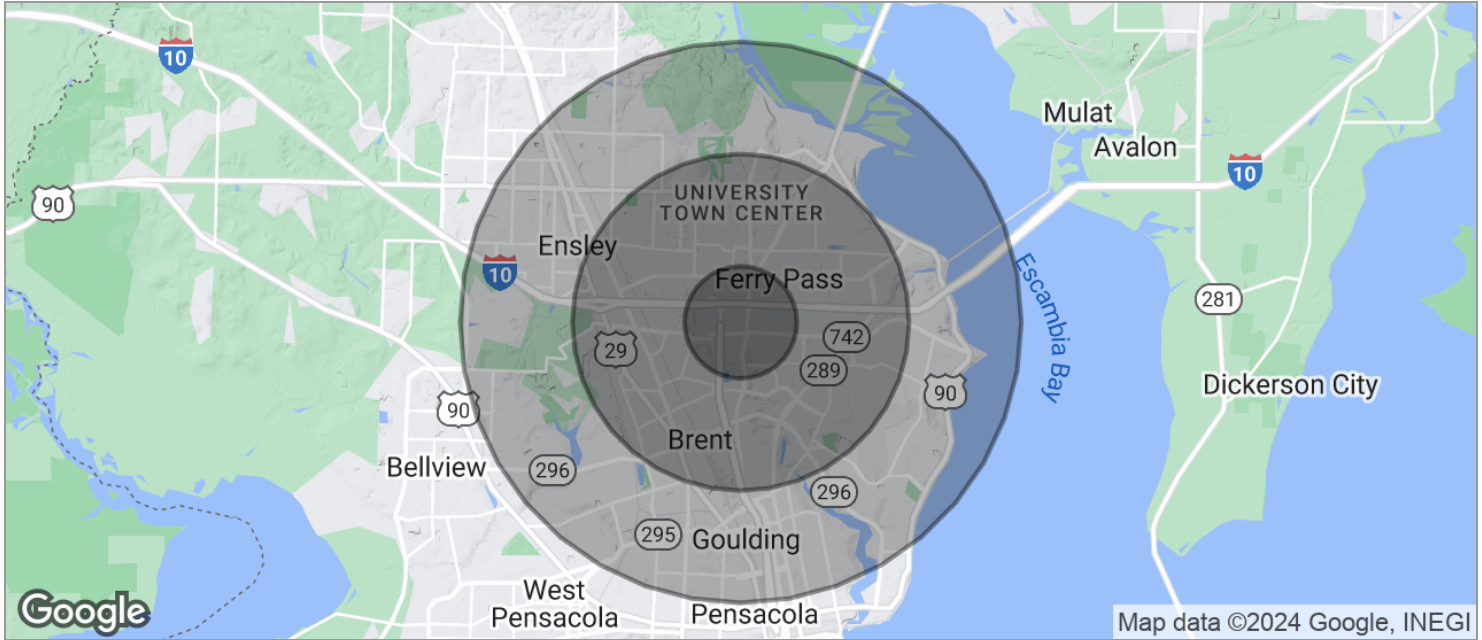 10
Mulat
Avalon
10
90
UNIVERSITY
TOWN CENTER
Ensley
10
Ferry Pass
Escambia Bay
281
742
29
289
90
Dickerson City
90
Brent
Bellview
296
296
295
Goulding
West
Pensacola
Pensacola
Google
Map data ©2024 Google, INEGI